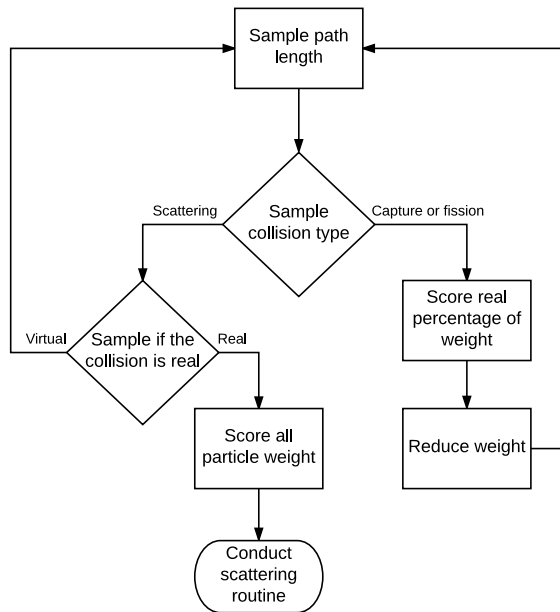 Sample path
length
Scattering
Sample
collision type
Capture or fission
Score real
percentage of
weight
Virtual
Sample if the
collision is real
Real
Score all
particle weight
Reduce weight
Conduct
scattering
routine